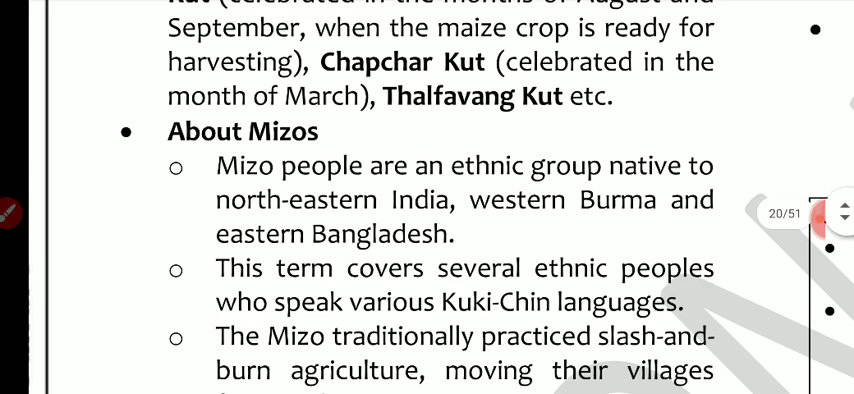 Kut (celebrated in the months of August and
September, when the maize crop is ready for
harvesting), Chapchar Kut (celebrated in the
month of March), Thalfavang Kut etc.
• About Mizos
o Mizo people are an ethnic group native to
north-eastern India, western Burma and
eastern Bangladesh.
o This term covers several ethnic peoples
who speak various Kuki-Chin languages.
o The Mizo traditionally practiced slash-and-
burn agriculture, moving their villages
20/51